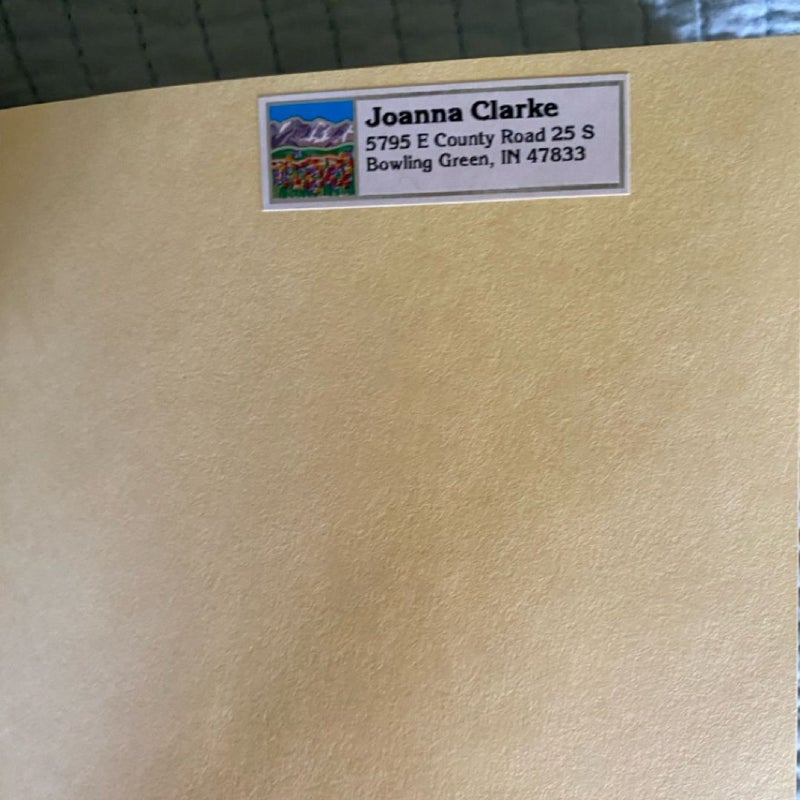 Joanna Clarke
5795 E County Road 25 S
Bowling Green, IN 47833